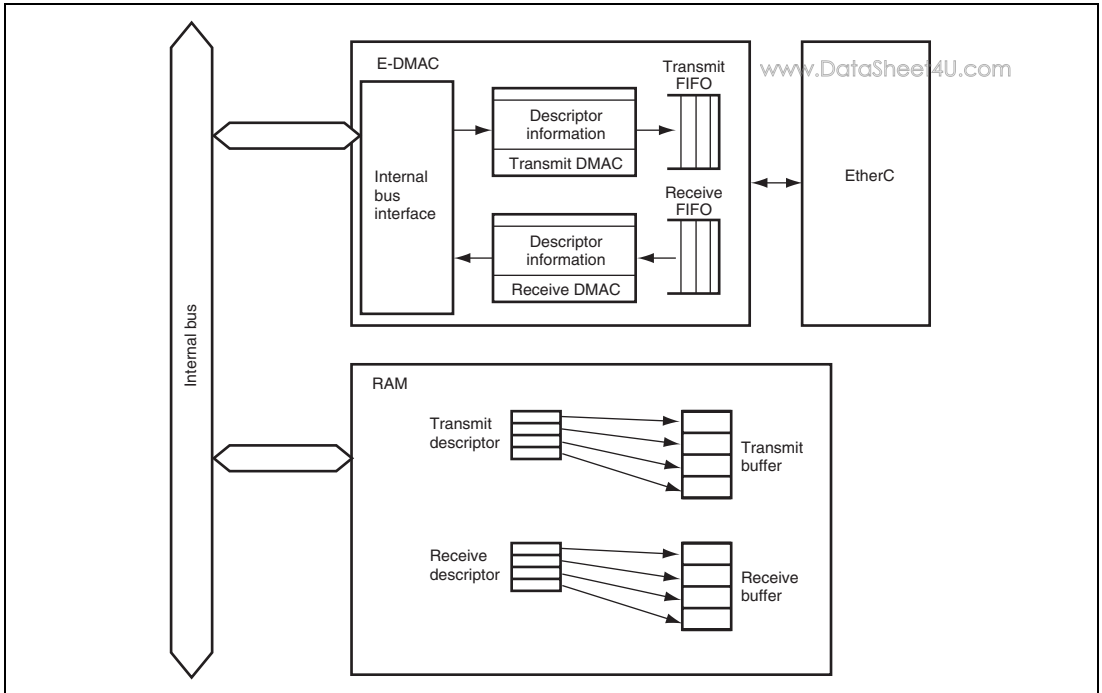 E-DMAC
Transmit
FIFO
www.DataSheet4U.com
Descriptor
information
Transmit DMAC
Internal
bus
interface
EtherC
Receive
FIFO
Descriptor
information
Receive DMAC
Internal bus
RAM
Transmit
descriptor
Transmit
buffer
Receive
descriptor
Receive
buffer